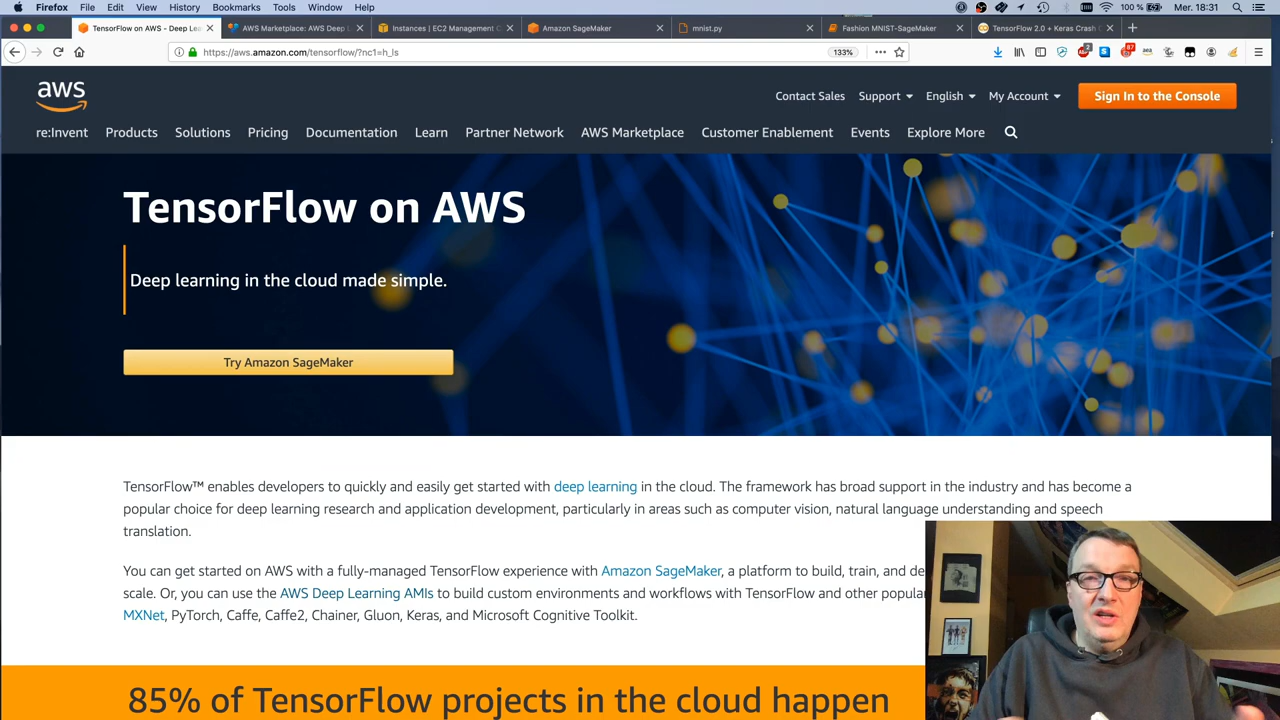 Firefox File Edit View History Bookmarks Tools Window Help 100 % Mer. 18:31
TensorFlow on AWS - Deep Lea
AWS Marketplace: AWS Deep L
Instances | EC2 Management C
Amazon SageMaker
mnist.py
Fashion MNIST-SageMaker
TensorFlow 2.0 + Keras Crash C
https://aws.amazon.com/tensorflow/?nc1=h_ls 133%
aws
Contact Sales Support English My Account Sign In to the Console
re:Invent Products Solutions Pricing Documentation Learn Partner Network AWS Marketplace Customer Enablement Events Explore More
TensorFlow on AWS
Deep learning in the cloud made simple.
Try Amazon SageMaker
TensorFlow™ enables developers to quickly and easily get started with deep learning in the cloud. The framework has broad support in the industry and has become a
popular choice for deep learning research and application development, particularly in areas such as computer vision, natural language understanding and speech
translation.
You can get started on AWS with a fully-managed TensorFlow experience with Amazon SageMaker, a platform to build, train, and de
scale. Or, you can use the AWS Deep Learning AMIs to build custom environments and workflows with TensorFlow and other popula
MXNet, PyTorch, Caffe, Caffe2, Chainer, Gluon, Keras, and Microsoft Cognitive Toolkit.
85% of TensorFlow projects in the cloud happen